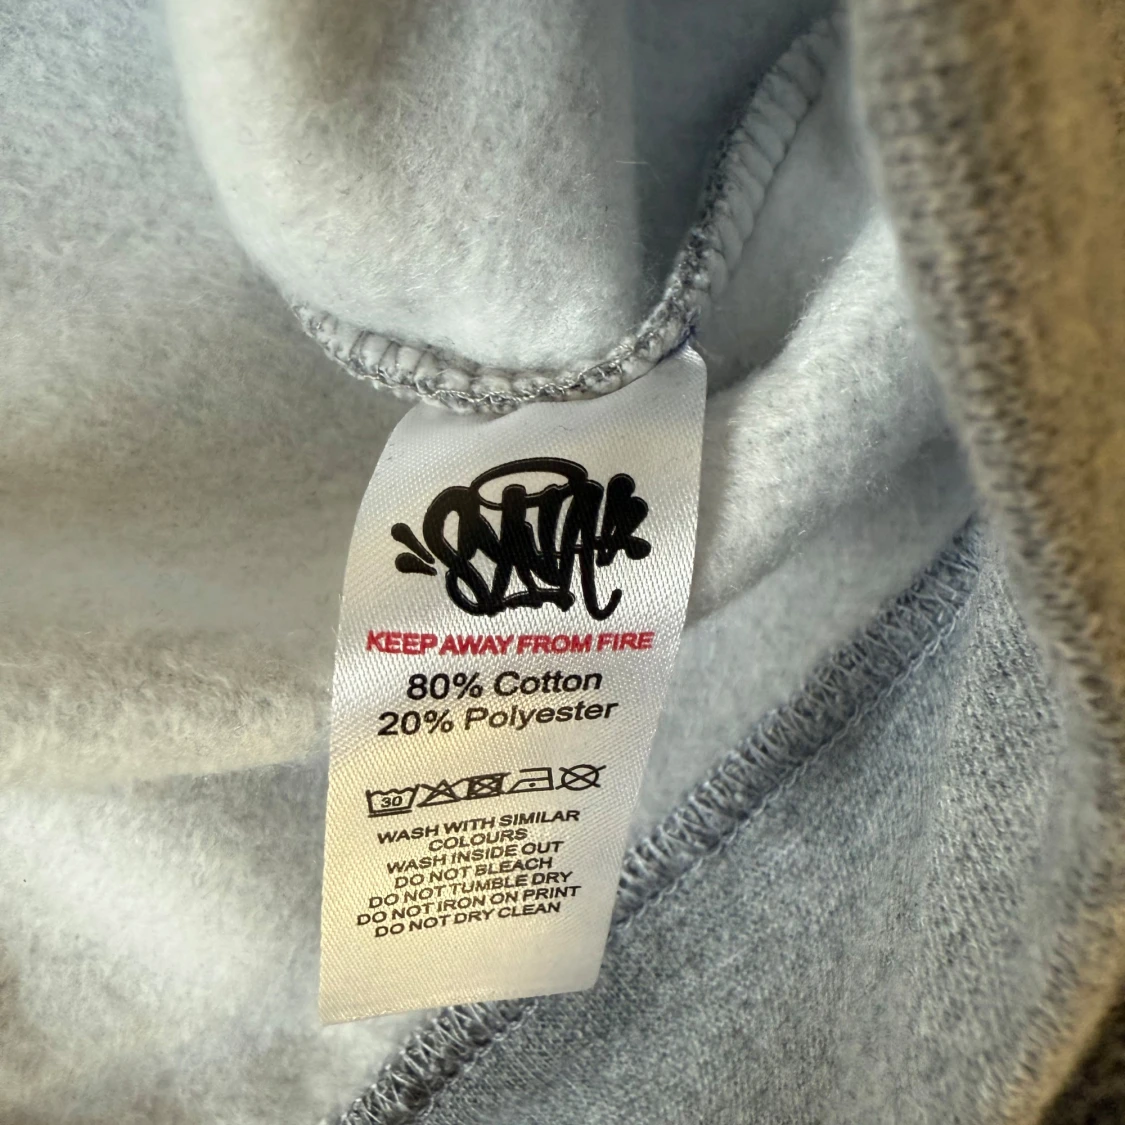 SYNA
KEEP AWAY FROM FIRE
80% Cotton
20% Polyester
30
WASH WITH SIMILAR
COLOURS
WASH INSIDE OUT
DO NOT BLEACH
DO NOT TUMBLE DRY
DO NOT IRON ON PRINT
DO NOT DRY CLEAN